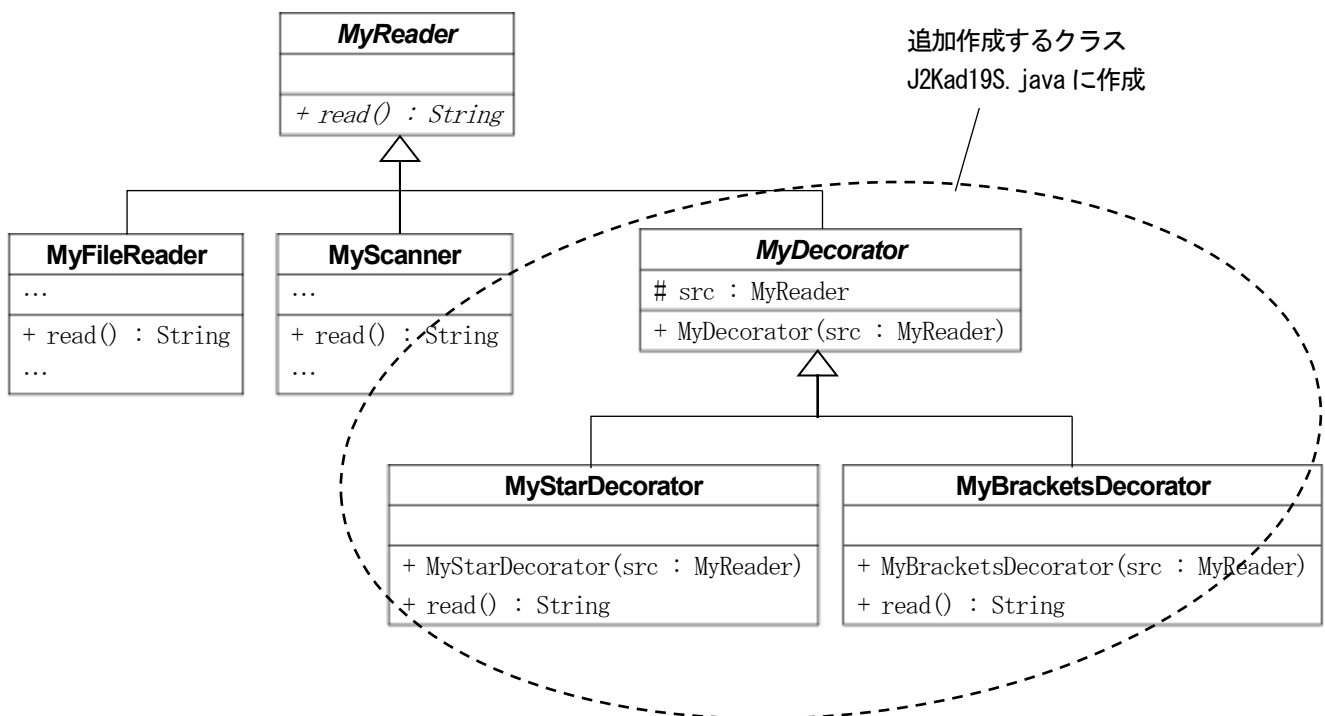 MyReader
+ read() : String
追加作成するクラス
J2Kad19S.java に作成
MyFileReader
...
+ read() : String
...
MyScanner
...
+ read() : String
...
MyDecorator
# src : MyReader
+ MyDecorator(src : MyReader)
MyStarDecorator
+ MyStarDecorator(src : MyReader)
+ read() : String
MyBracketsDecorator
+ MyBracketsDecorator(src : MyReader)
+ read() : String